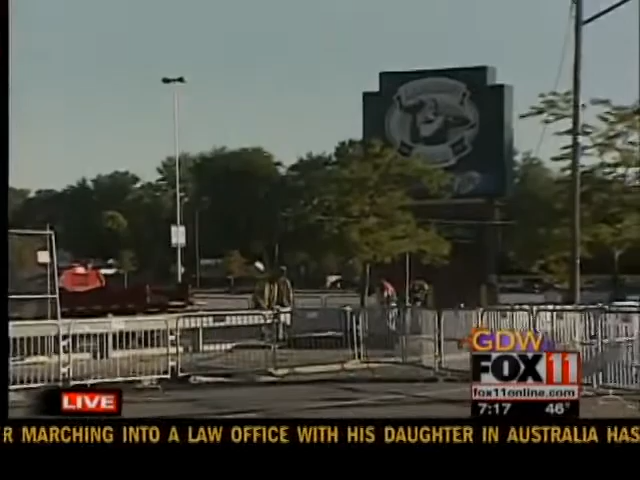 GDW
FOX 11
fox11online.com
7:17 46°
LIVE
R MARCHING INTO A LAW OFFICE WITH HIS DAUGHTER IN AUSTRALIA HAS